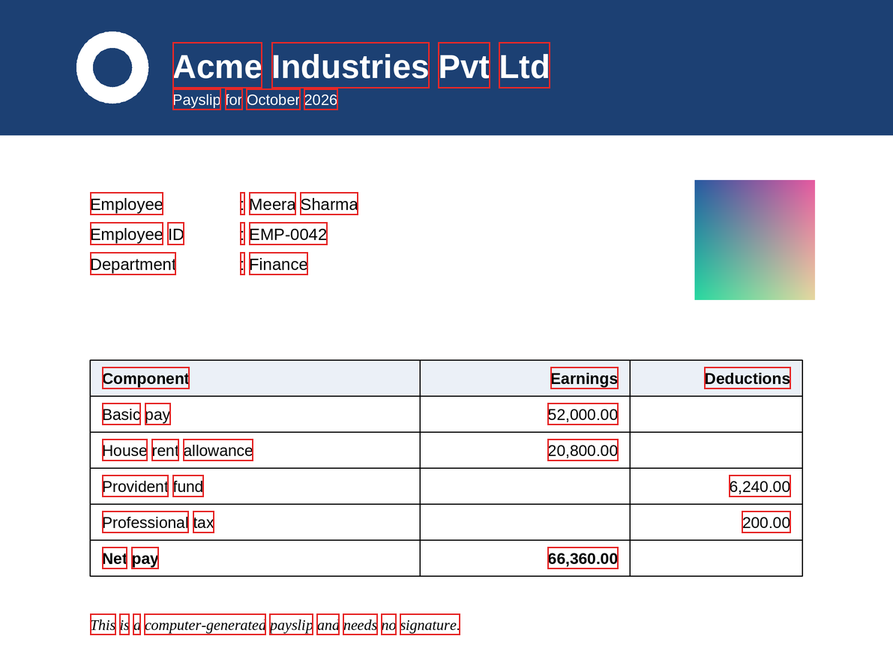 Acme Industries Pvt Ltd
Payslip for October 2026
Employee : Meera Sharma
Employee ID : EMP-0042
Department : Finance
Component Earnings Deductions
Basic pay 52,000.00
House rent allowance 20,800.00
Provident fund 6,240.00
Professional tax 200.00
Net pay 66,360.00
This is a computer-generated payslip and needs no signature.